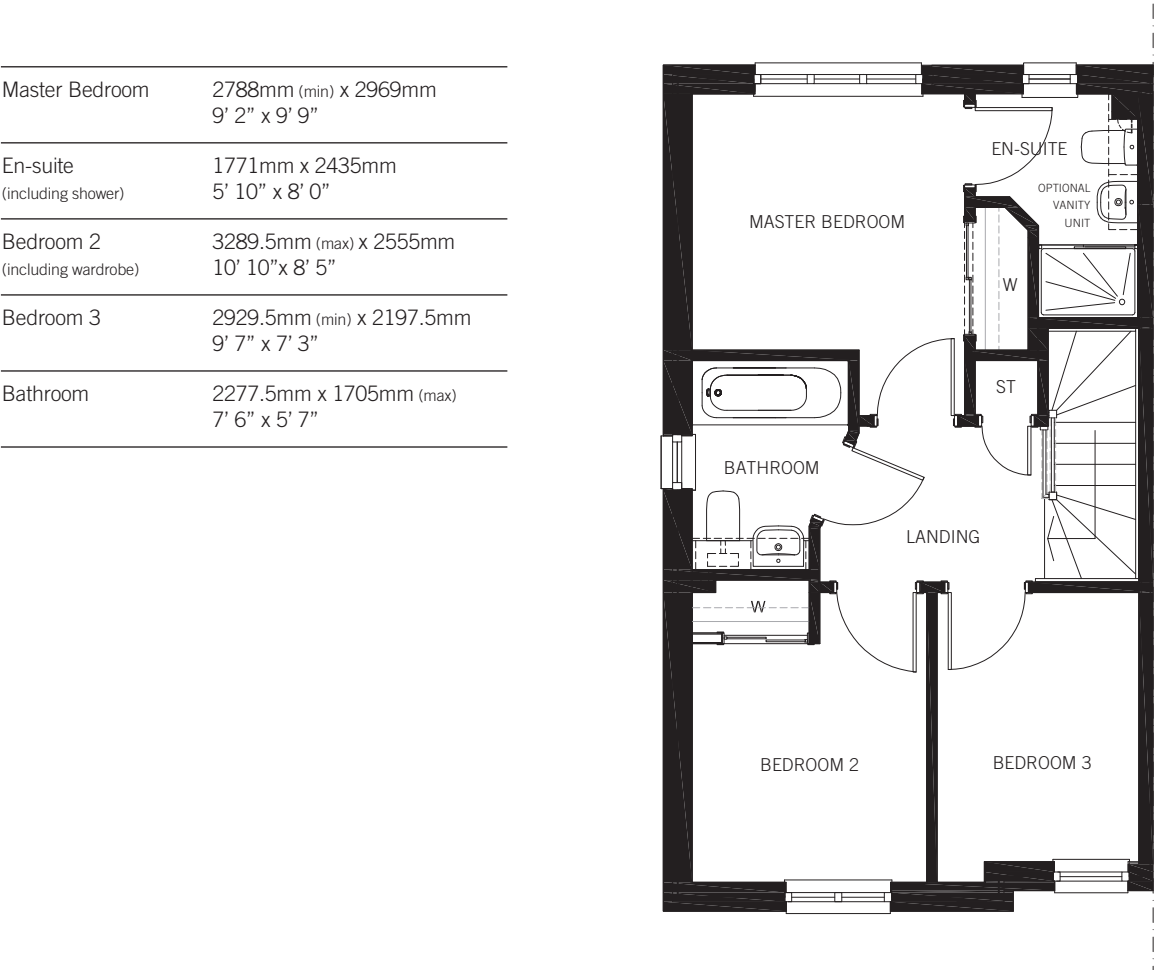 Master Bedroom 2788mm (min) x 2969mm
9’ 2” x 9’ 9”
En-suite 1771mm x 2435mm
(including shower) 5’ 10” x 8’ 0”
Bedroom 2 3289.5mm (max) x 2555mm
(including wardrobe) 10’ 10”x 8’ 5”
Bedroom 3 2929.5mm (min) x 2197.5mm
9’ 7” x 7’ 3”
Bathroom 2277.5mm x 1705mm (max)
7’ 6” x 5’ 7”
EN-SUITE
OPTIONAL
VANITY
UNIT
MASTER BEDROOM
W
ST
BATHROOM
LANDING
W
BEDROOM 2
BEDROOM 3